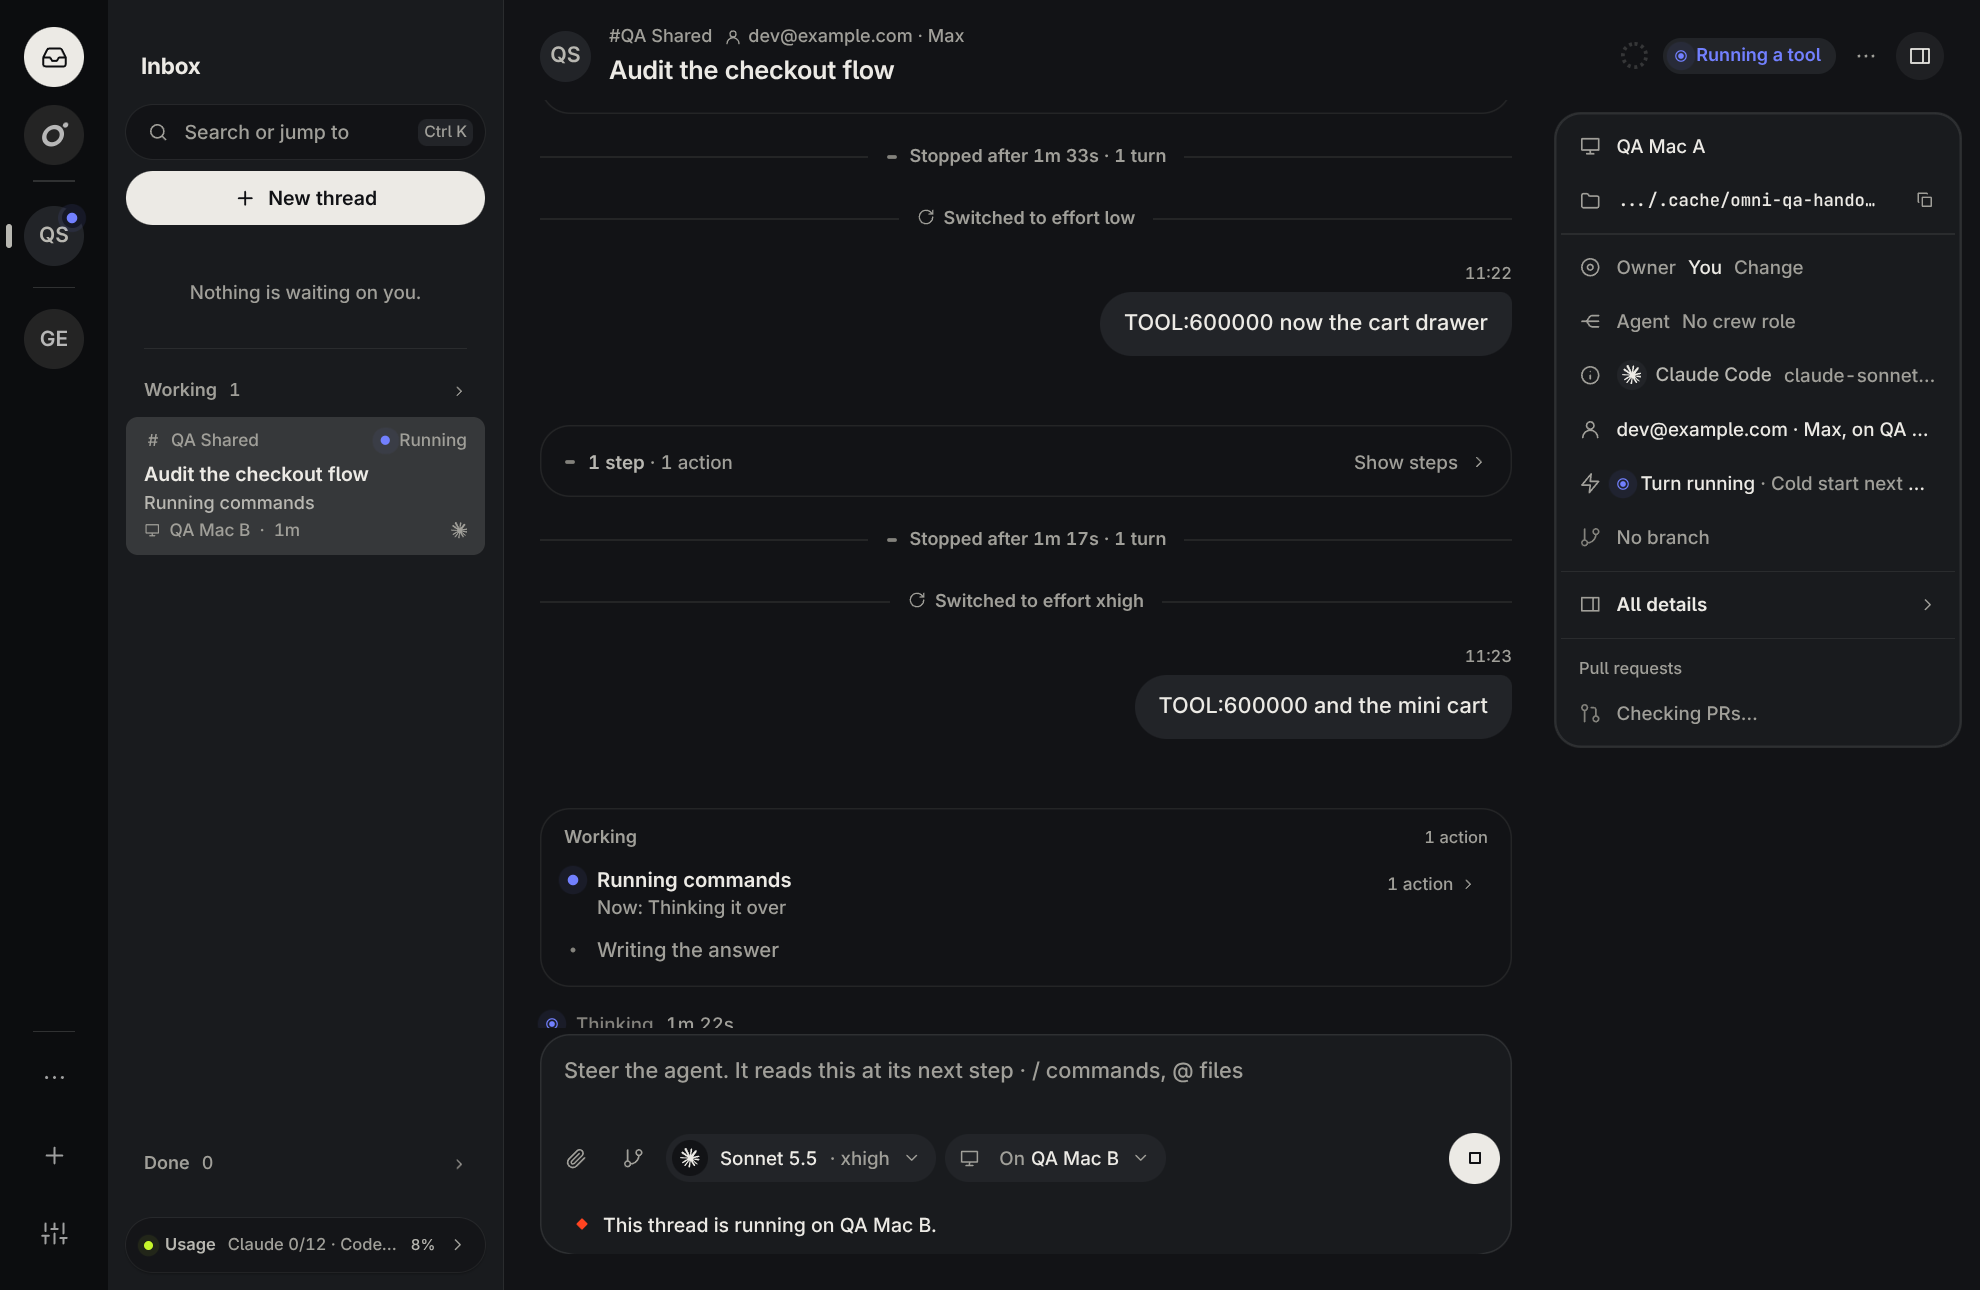 QS
GE
Inbox
Search or jump to
Ctrl K
New thread
Nothing is waiting on you.
Working 1
# QA Shared
Running
Audit the checkout flow
Running commands
QA Mac B · 1m
Done 0
Usage Claude 0/12 · Code... 8%
QS
#QA Shared dev@example.com · Max
Audit the checkout flow
Running a tool
Stopped after 1m 33s · 1 turn
Switched to effort low
11:22
TOOL:600000 now the cart drawer
1 step · 1 action
Show steps
Stopped after 1m 17s · 1 turn
Switched to effort xhigh
11:23
TOOL:600000 and the mini cart
Working
1 action
Running commands
1 action
Now: Thinking it over
Writing the answer
Thinking 1m 22s
Steer the agent. It reads this at its next step · / commands, @ files
Sonnet 5.5 · xhigh
On QA Mac B
This thread is running on QA Mac B.
QA Mac A
.../.cache/omni-qa-hando...
Owner You Change
Agent No crew role
Claude Code claude-sonnet...
dev@example.com · Max, on QA ...
Turn running · Cold start next ...
No branch
All details
Pull requests
Checking PRs...